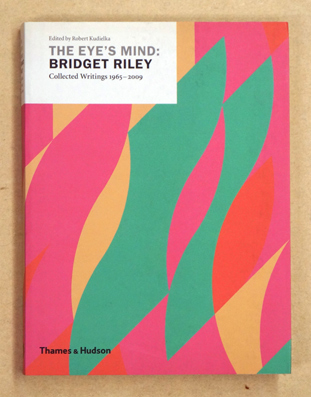 Edited by Robert Kudielka
THE EYE'S MIND:
BRIDGET RILEY
Collected Writings 1965–2009
Thames & Hudson